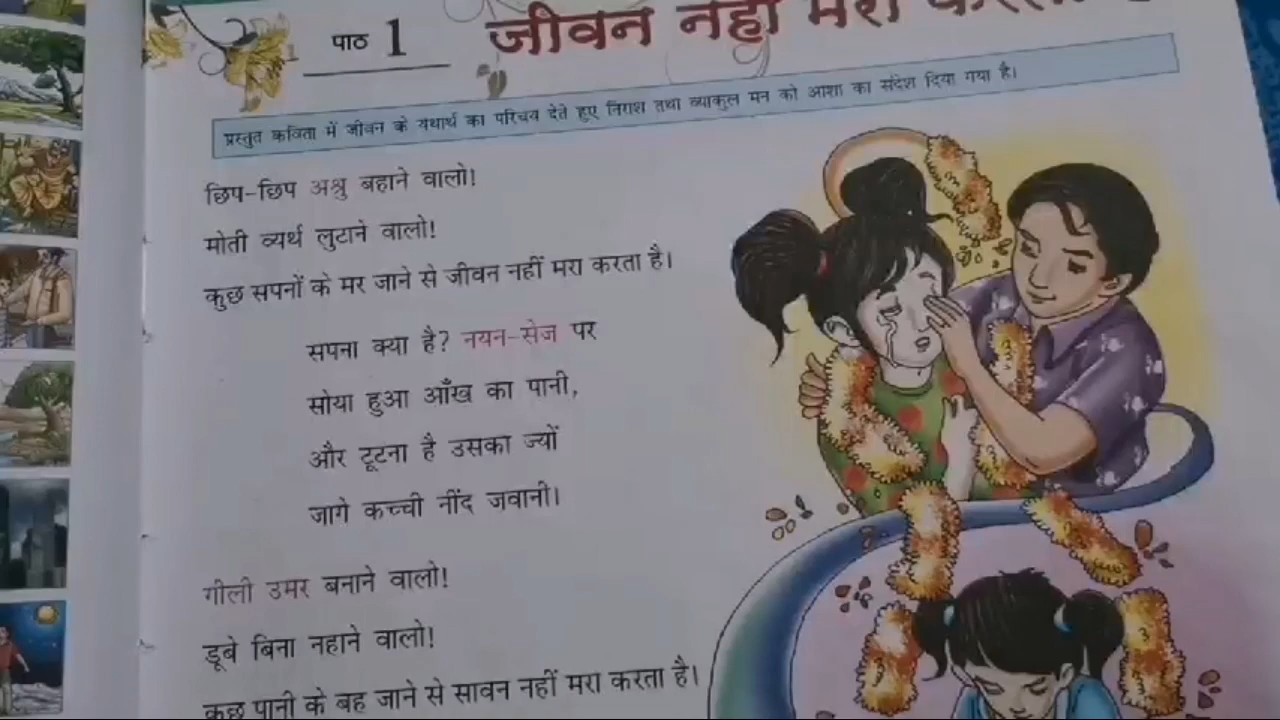 पाठ 1
जीवन नहीं मरा करता
प्रस्तुत कविता में जीवन के यथार्थ का परिचय देते हुए निराश तथा व्याकुल मन को आशा का संदेश दिया गया है।
छिप-छिप अश्रु बहाने वालो!
मोती व्यर्थ लुटाने वालो!
कुछ सपनों के मर जाने से जीवन नहीं मरा करता है।
सपना क्या है? नयन-सेज पर
सोया हुआ आँख का पानी,
और टूटना है उसका ज्यों
जागे कच्ची नींद जवानी।
गीली उमर बनाने वालो!
डूबे बिना नहाने वालो!
कुछ पानी के बह जाने से सावन नहीं मरा करता है।